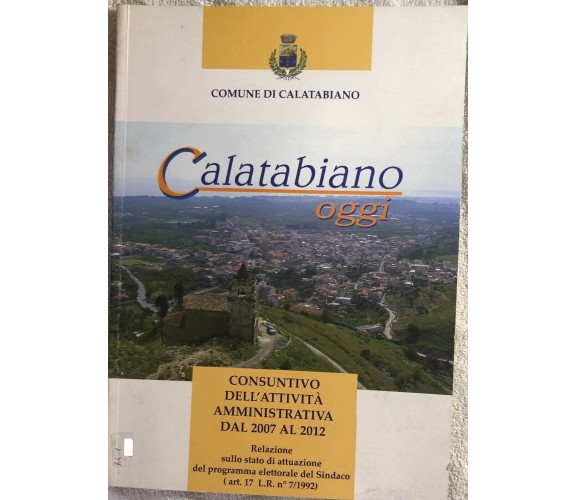 COMUNE DI CALATABIANO
Calatabiano
oggi
CONSUNTIVO
DELL'ATTIVITÀ
AMMINISTRATIVA
DAL 2007 AL 2012
Relazione
sullo stato di attuazione
del programma elettorale del Sindaco
( art. 17 L.R. n° 7/1992)